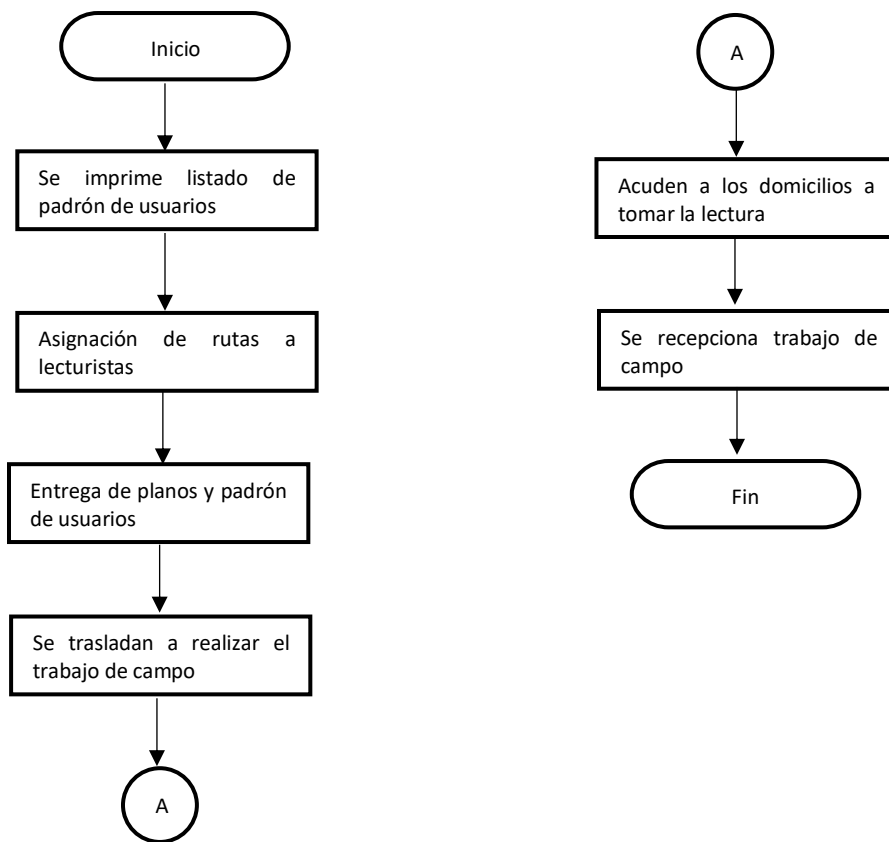 Inicio
Se imprime listado de
padrón de usuarios
Asignación de rutas a
lecturistas
Entrega de planos y padrón
de usuarios
Se trasladan a realizar el
trabajo de campo
A
A
Acuden a los domicilios a
tomar la lectura
Se recepciona trabajo de
campo
Fin